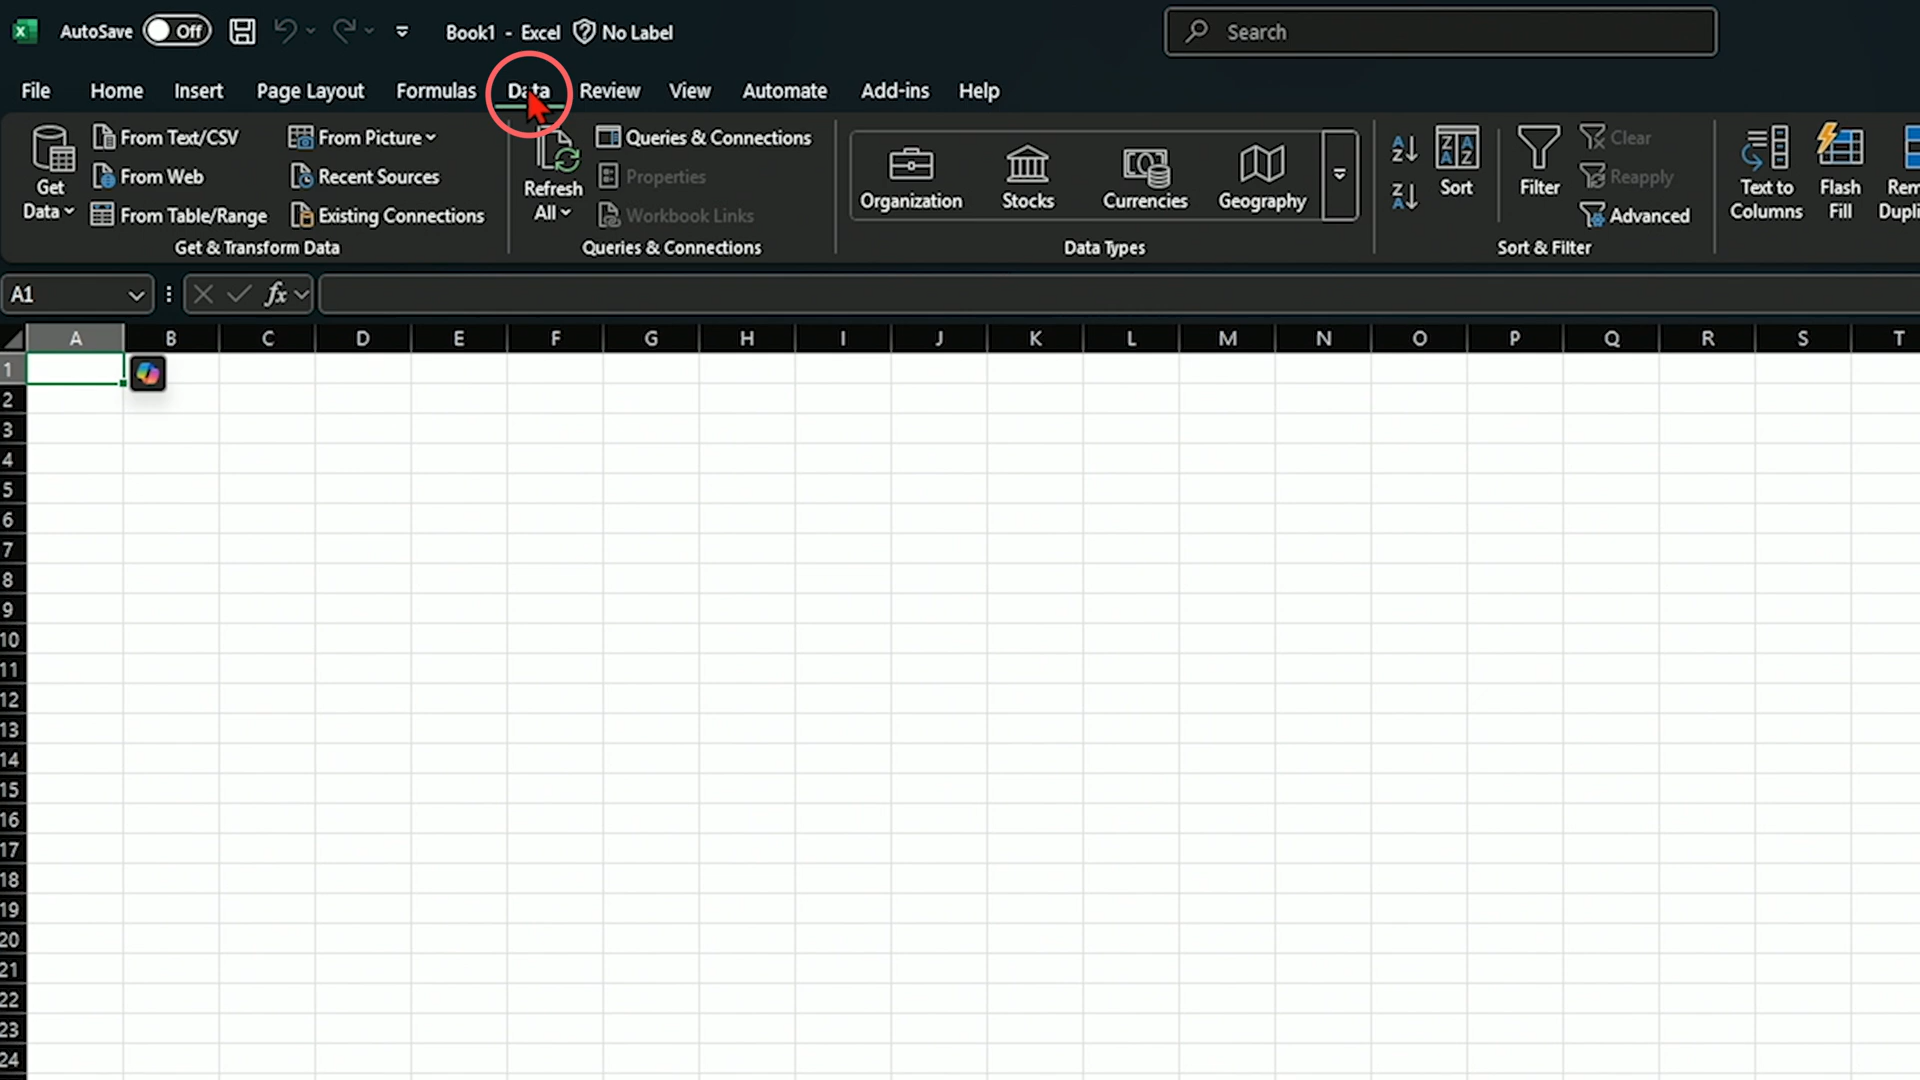 AutoSave Off Book1 - Excel No Label Search
File Home Insert Page Layout Formulas Data Review View Automate Add-ins Help
Get Data
From Text/CSV
From Web
From Table/Range
From Picture
Recent Sources
Existing Connections
Get & Transform Data
Refresh All
Queries & Connections
Properties
Workbook Links
Queries & Connections
Organization Stocks Currencies Geography
Data Types
A Z
Z A
Sort
Filter
Clear
Reapply
Advanced
Sort & Filter
Text to Columns
Flash Fill
Rem
Dupli
A1 fx
A B C D E F G H I J K L M N O P Q R S T
1
2
3
4
5
6
7
8
9
10
11
12
13
14
15
16
17
18
19
20
21
22
23
24